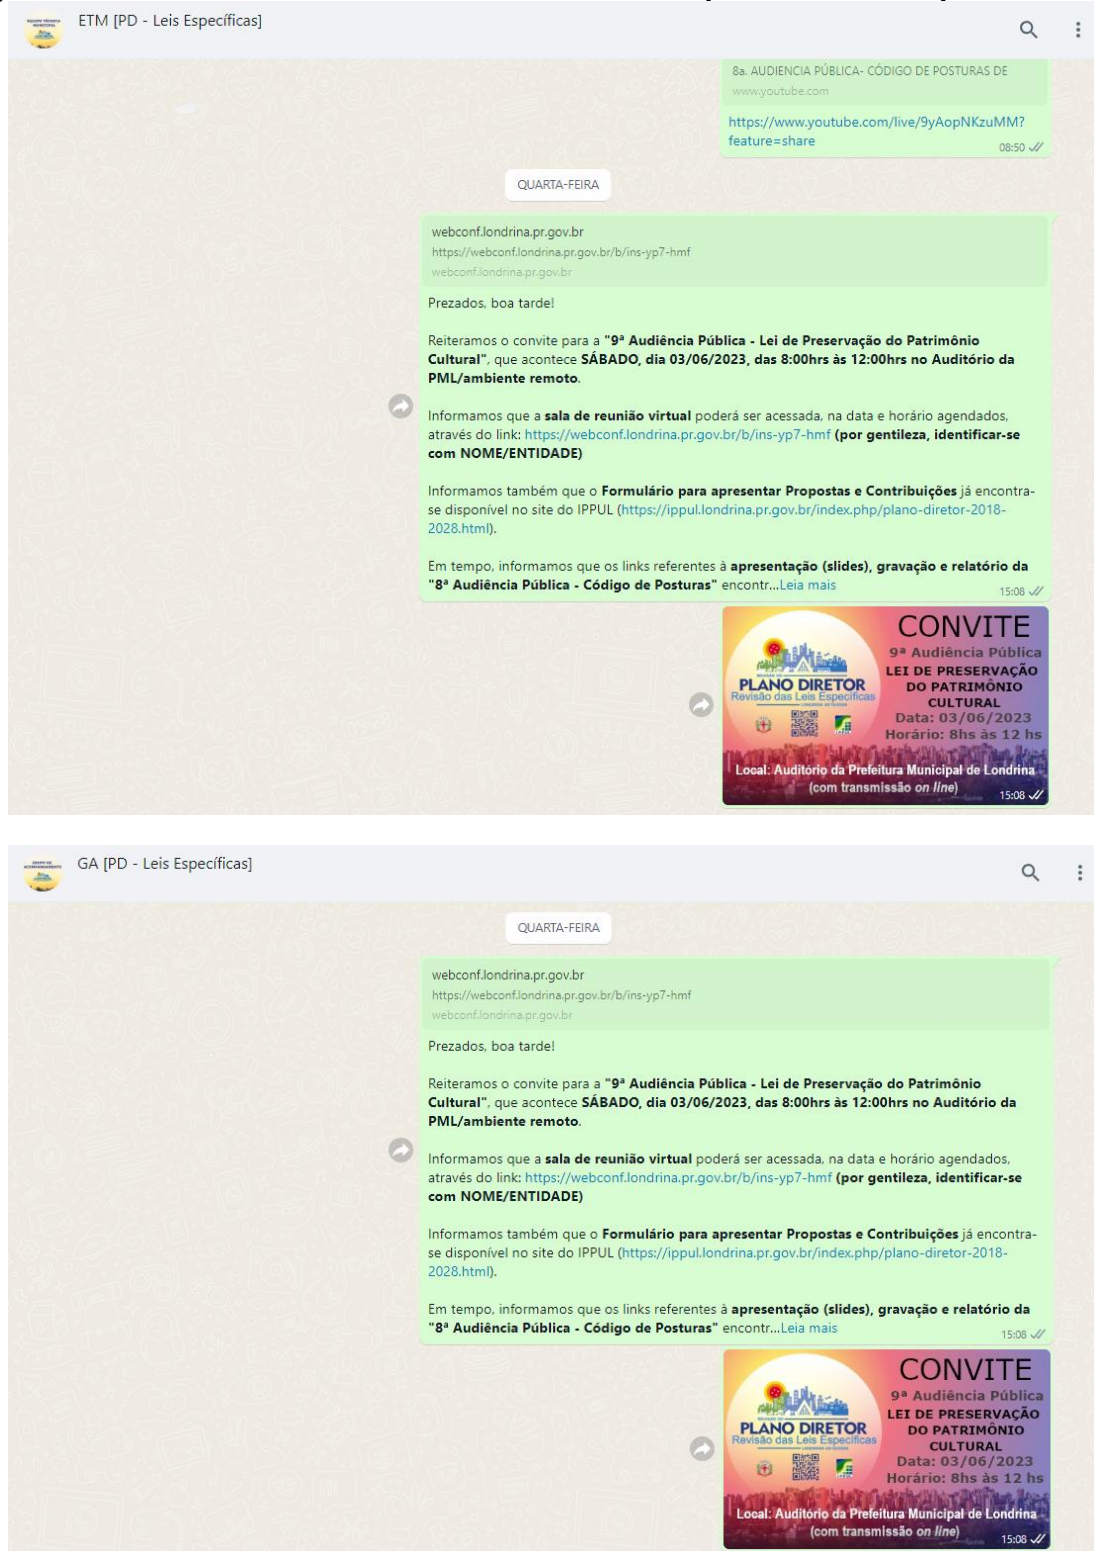 ETM [PD - Leis Específicas]
8a. AUDIENCIA PÚBLICA- CÓDIGO DE POSTURAS DE
www.youtube.com
https://www.youtube.com/live/9yAopNKzuMM?
feature=share
08:50
QUARTA-FEIRA
webconf.londrina.pr.gov.br
https://webconf.londrina.pr.gov.br/b/ins-yp7-hmf
webconf.londrina.pr.gov.br
Prezados, boa tarde!
Reiteramos o convite para a "9ª Audiência Pública - Lei de Preservação do Patrimônio
Cultural", que acontece SÁBADO, dia 03/06/2023, das 8:00hrs às 12:00hrs no Auditório da
PML/ambiente remoto.
Informamos que a sala de reunião virtual poderá ser acessada, na data e horário agendados,
através do link: https://webconf.londrina.pr.gov.br/b/ins-yp7-hmf (por gentileza, identificar-se
com NOME/ENTIDADE)
Informamos também que o Formulário para apresentar Propostas e Contribuições já encontra-
se disponível no site do IPPUL (https://ippul.londrina.pr.gov.br/index.php/plano-diretor-2018-
2028.html).
Em tempo, informamos que os links referentes à apresentação (slides), gravação e relatório da
"8ª Audiência Pública - Código de Posturas" encontr...Leia mais
15:08
CONVITE
9ª Audiência Pública
LEI DE PRESERVAÇÃO
DO PATRIMÔNIO
CULTURAL
Data: 03/06/2023
Horário: 8hs às 12 hs
PLANO DIRETOR
Revisão das Leis Específicas
Local: Auditório da Prefeitura Municipal de Londrina
(com transmissão on line)
15:08
GA [PD - Leis Específicas]
QUARTA-FEIRA
webconf.londrina.pr.gov.br
https://webconf.londrina.pr.gov.br/b/ins-yp7-hmf
webconf.londrina.pr.gov.br
Prezados, boa tarde!
Reiteramos o convite para a "9ª Audiência Pública - Lei de Preservação do Patrimônio
Cultural", que acontece SÁBADO, dia 03/06/2023, das 8:00hrs às 12:00hrs no Auditório da
PML/ambiente remoto.
Informamos que a sala de reunião virtual poderá ser acessada, na data e horário agendados,
através do link: https://webconf.londrina.pr.gov.br/b/ins-yp7-hmf (por gentileza, identificar-se
com NOME/ENTIDADE)
Informamos também que o Formulário para apresentar Propostas e Contribuições já encontra-
se disponível no site do IPPUL (https://ippul.londrina.pr.gov.br/index.php/plano-diretor-2018-
2028.html).
Em tempo, informamos que os links referentes à apresentação (slides), gravação e relatório da
"8ª Audiência Pública - Código de Posturas" encontr...Leia mais
15:08
CONVITE
9ª Audiência Pública
LEI DE PRESERVAÇÃO
DO PATRIMÔNIO
CULTURAL
Data: 03/06/2023
Horário: 8hs às 12 hs
PLANO DIRETOR
Revisão das Leis Específicas
Local: Auditório da Prefeitura Municipal de Londrina
(com transmissão on line)
15:08